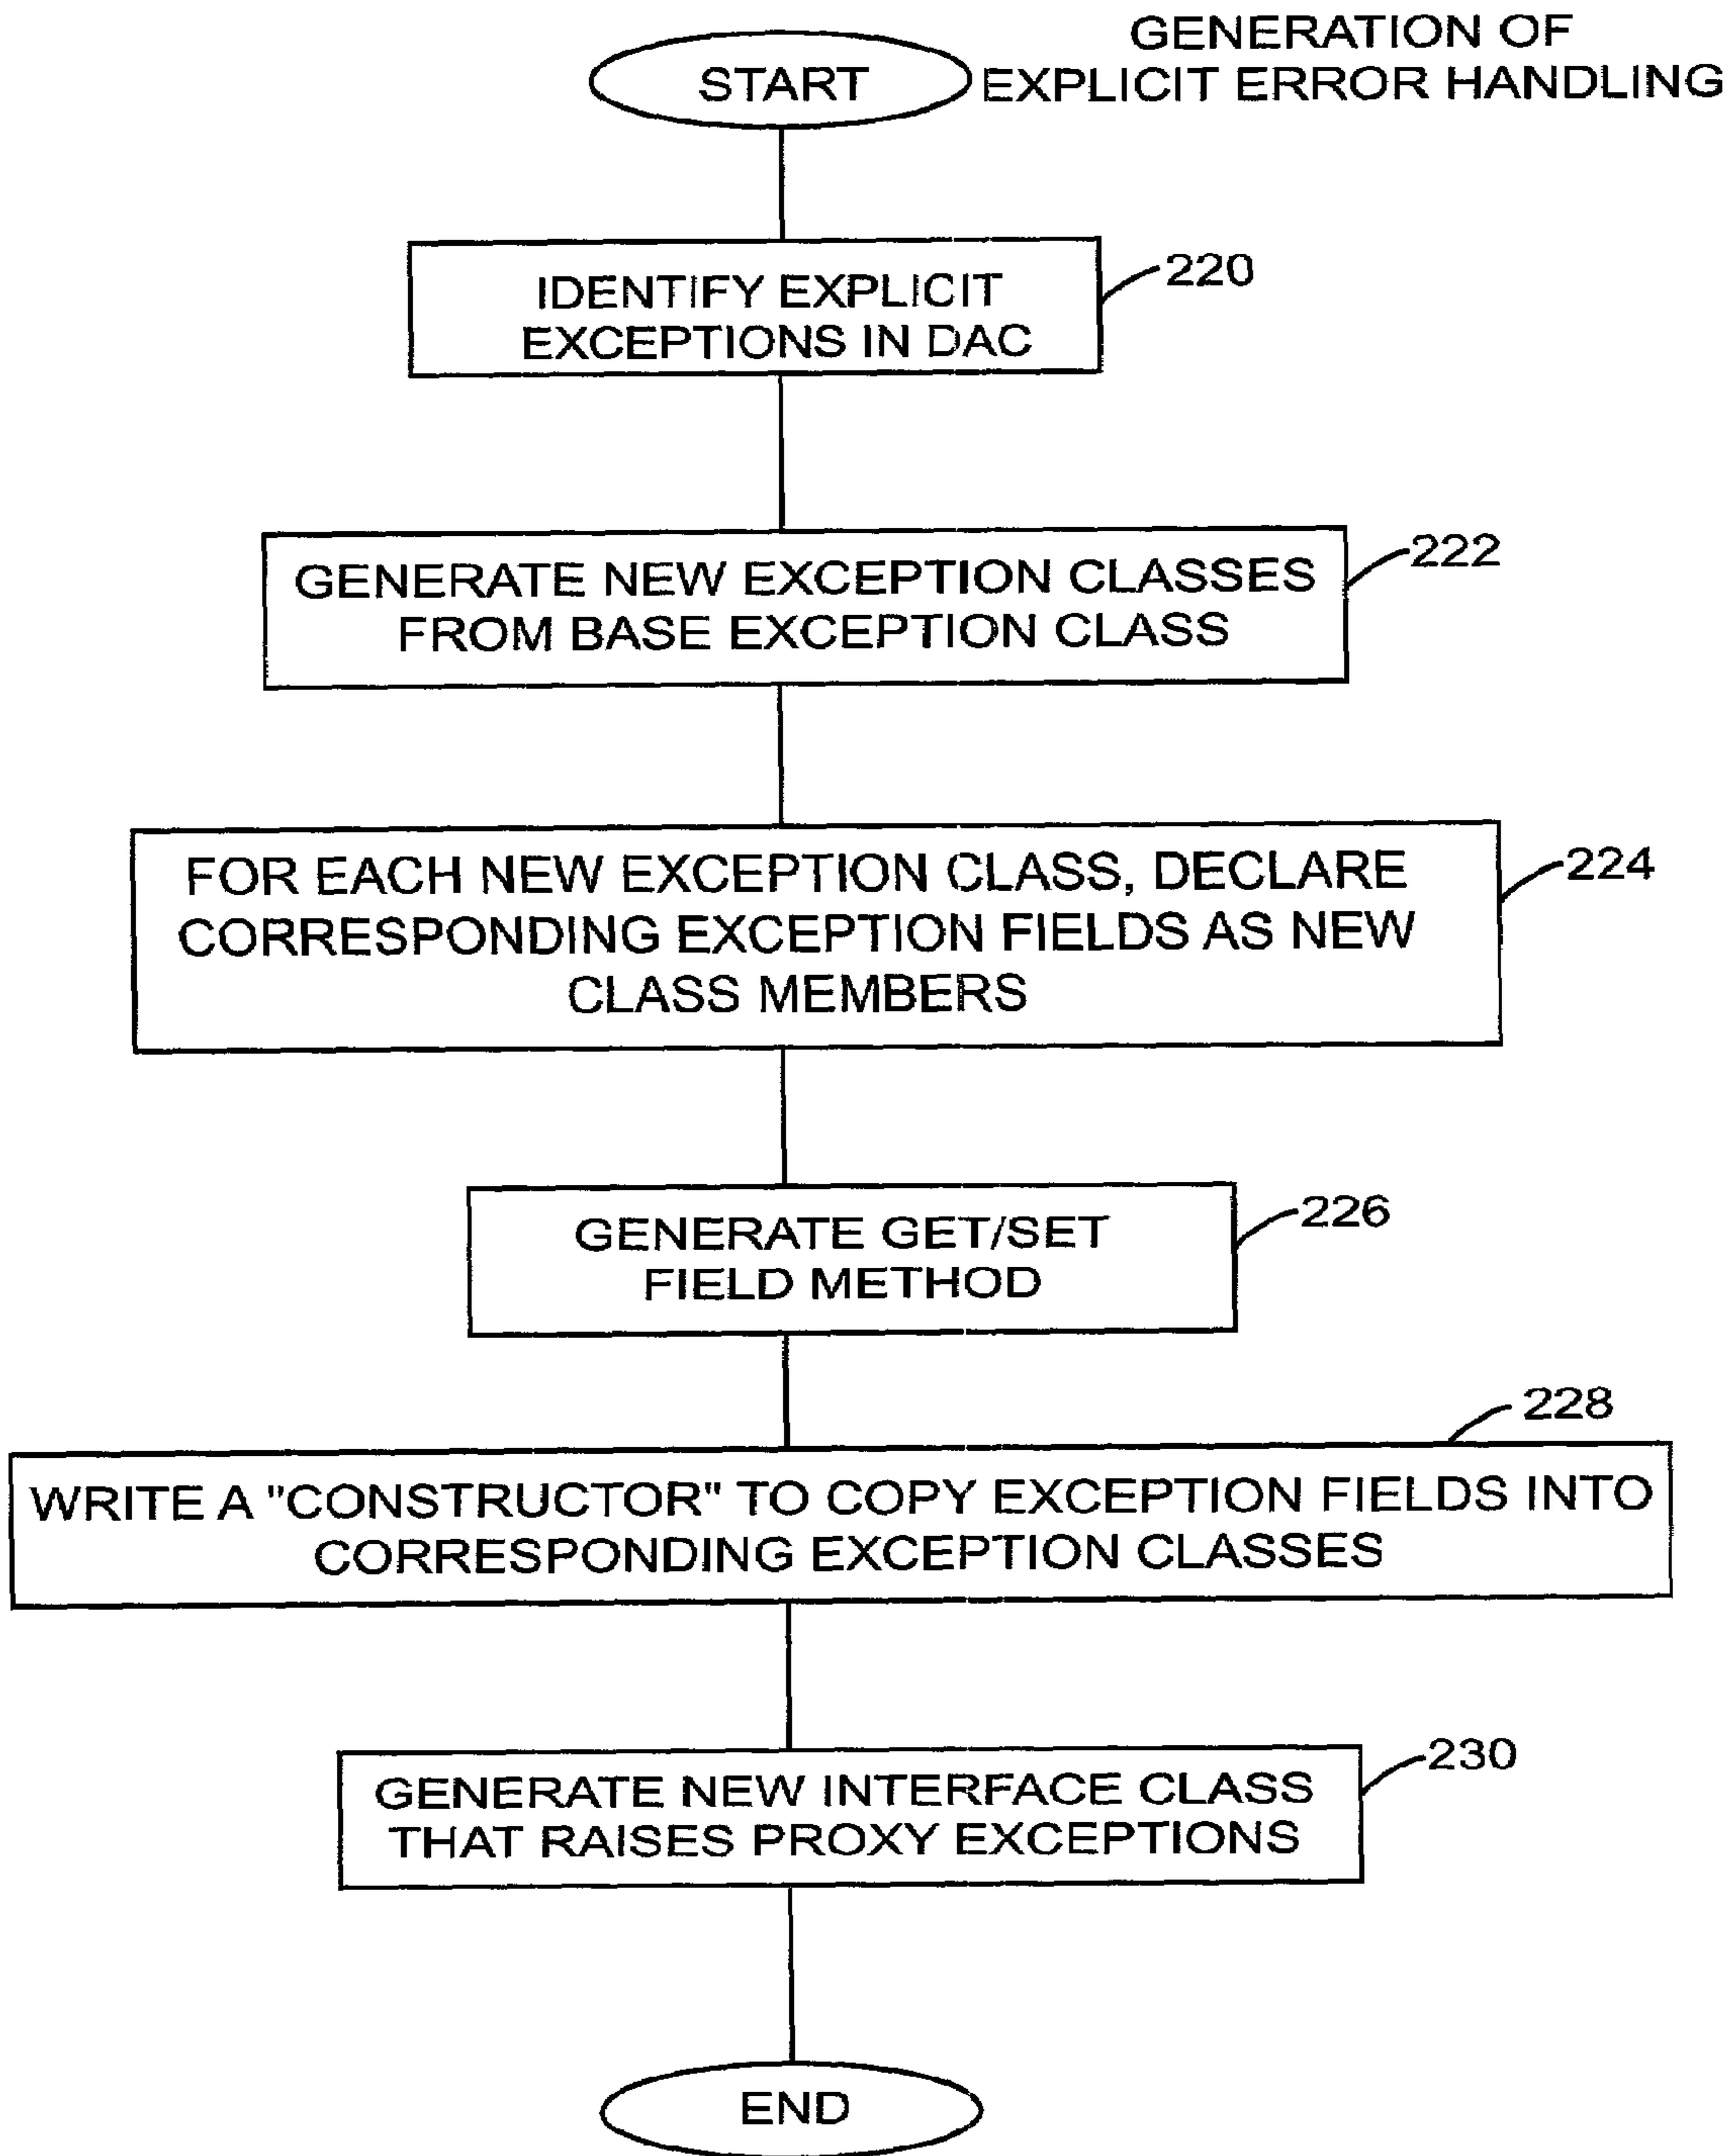 GENERATION OF
EXPLICIT ERROR HANDLING
START
IDENTIFY EXPLICIT
EXCEPTIONS IN DAC
220
GENERATE NEW EXCEPTION CLASSES
FROM BASE EXCEPTION CLASS
222
FOR EACH NEW EXCEPTION CLASS, DECLARE
CORRESPONDING EXCEPTION FIELDS AS NEW
CLASS MEMBERS
224
GENERATE GET/SET
FIELD METHOD
226
228
WRITE A "CONSTRUCTOR" TO COPY EXCEPTION FIELDS INTO
CORRESPONDING EXCEPTION CLASSES
GENERATE NEW INTERFACE CLASS
THAT RAISES PROXY EXCEPTIONS
230
END